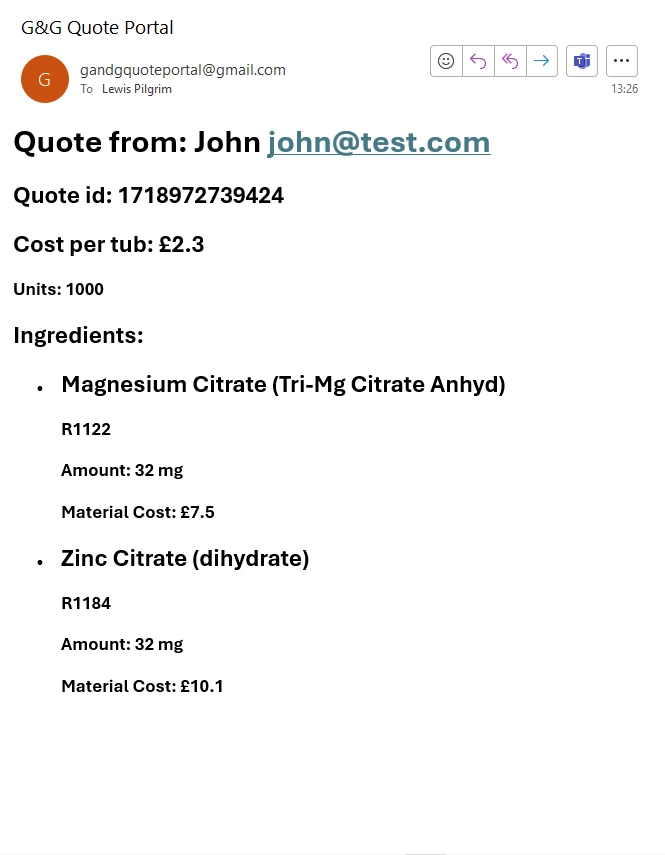 G&G Quote Portal
G
gandgquoteportal@gmail.com
To Lewis Pilgrim
13:26
Quote from: John john@test.com
Quote id: 1718972739424
Cost per tub: £2.3
Units: 1000
Ingredients:
• Magnesium Citrate (Tri-Mg Citrate Anhyd)
R1122
Amount: 32 mg
Material Cost: £7.5
• Zinc Citrate (dihydrate)
R1184
Amount: 32 mg
Material Cost: £10.1